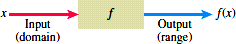 x f f(x)
Input Output
(domain) (range)